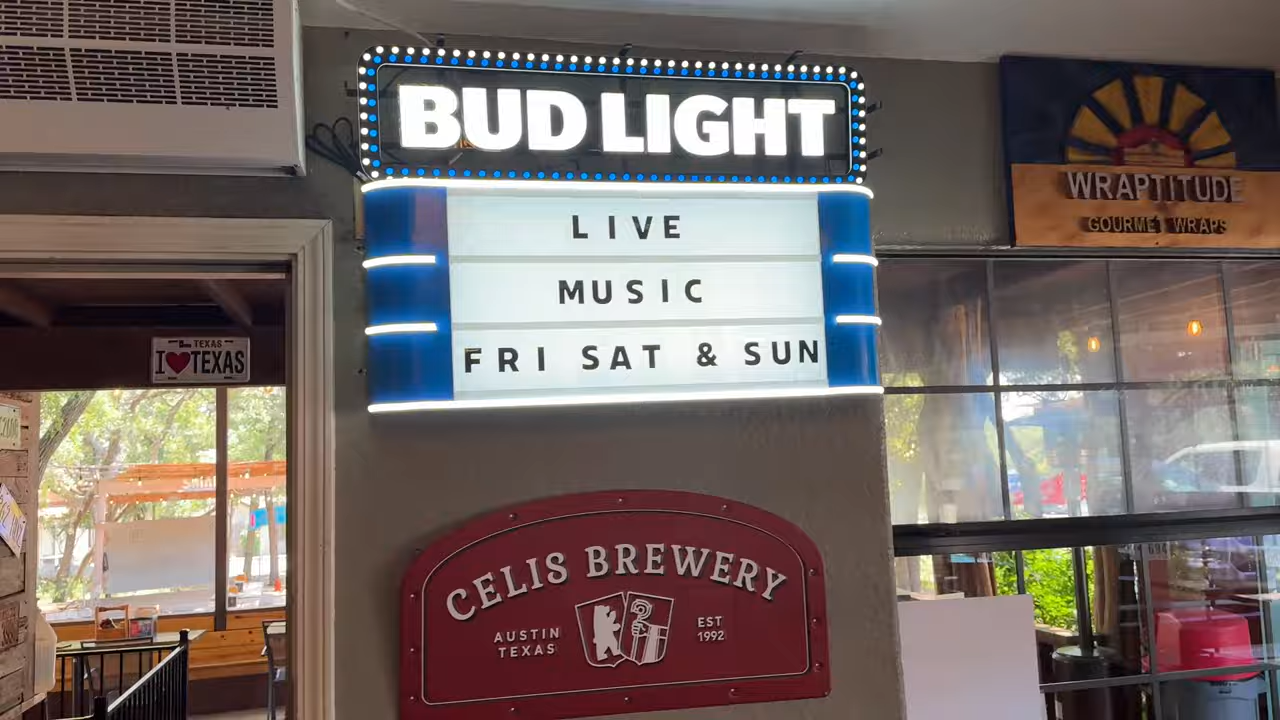 BUD LIGHT
LIVE
MUSIC
FRI SAT & SUN
WRAPTITUDE
GOURMET WRAPS
TEXAS
I TEXAS
CELIS BREWERY
AUSTIN
TEXAS
EST
1992